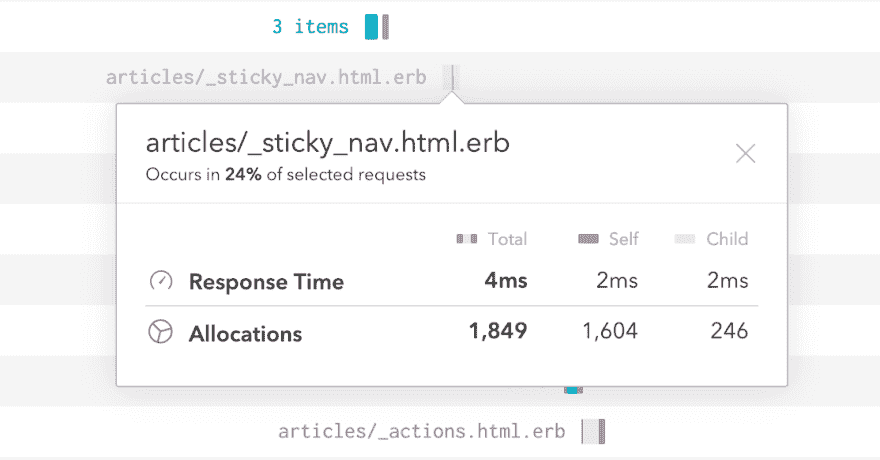 3 items
articles/_sticky_nav.html.erb
articles/_sticky_nav.html.erb
Occurs in 24% of selected requests
Total Self Child
Response Time 4ms 2ms 2ms
Allocations 1,849 1,604 246
articles/_actions.html.erb